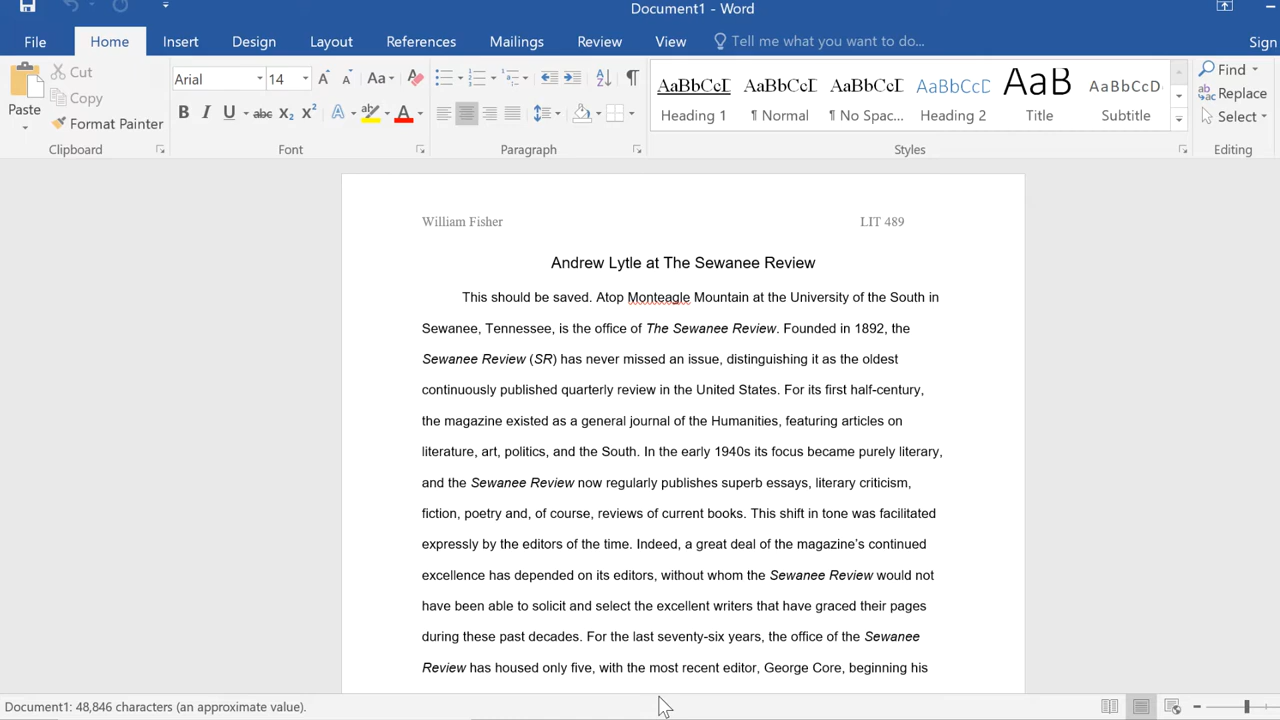 Document1 - Word
File Home Insert Design Layout References Mailings Review View Tell me what you want to do... Sign
Paste
Cut
Copy
Format Painter
Clipboard
Arial 14 Aa
B I U abc X₂ X²
Font
Paragraph
AaBbCcD AaBbCcD AaBbCcD AaBbCcD AaB AaBbCcD
Heading 1 ¶ Normal ¶ No Spac... Heading 2 Title Subtitle
Styles
Find
Replace
Select
Editing
William Fisher LIT 489
Andrew Lytle at The Sewanee Review
This should be saved. Atop Monteagle Mountain at the University of the South in
Sewanee, Tennessee, is the office of The Sewanee Review. Founded in 1892, the
Sewanee Review (SR) has never missed an issue, distinguishing it as the oldest
continuously published quarterly review in the United States. For its first half-century,
the magazine existed as a general journal of the Humanities, featuring articles on
literature, art, politics, and the South. In the early 1940s its focus became purely literary,
and the Sewanee Review now regularly publishes superb essays, literary criticism,
fiction, poetry and, of course, reviews of current books. This shift in tone was facilitated
expressly by the editors of the time. Indeed, a great deal of the magazine’s continued
excellence has depended on its editors, without whom the Sewanee Review would not
have been able to solicit and select the excellent writers that have graced their pages
during these past decades. For the last seventy-six years, the office of the Sewanee
Review has housed only five, with the most recent editor, George Core, beginning his
Document1: 48,846 characters (an approximate value).